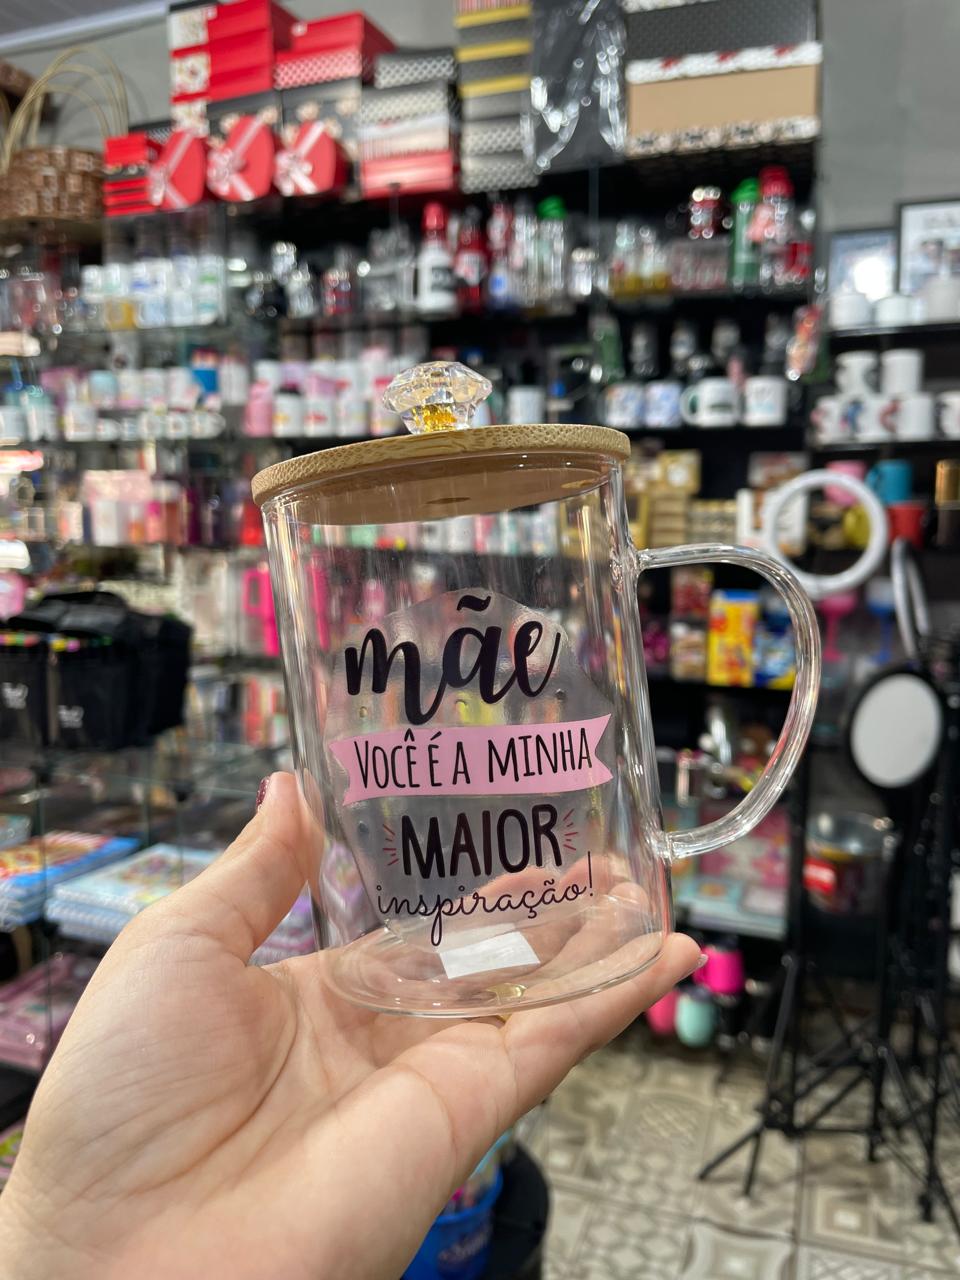 mãe
VOCÊ É A MINHA
MAIOR
inspiração!